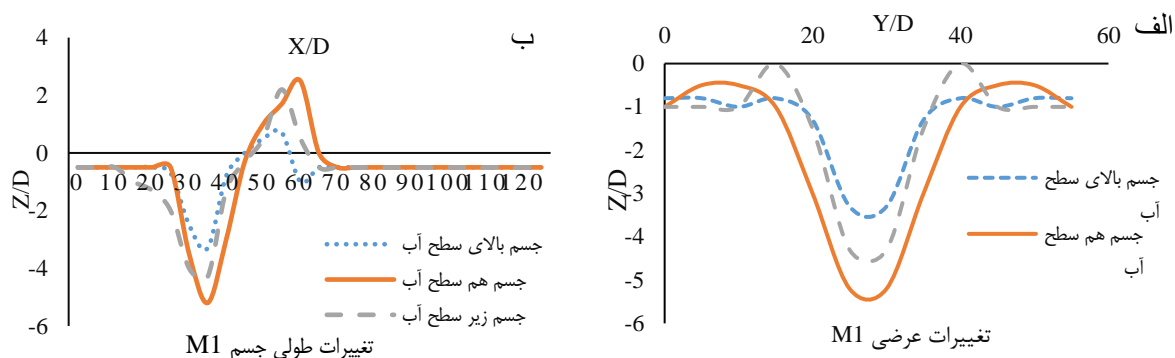 الف
Y/D
0
20
40
60
0
-1
-2
-3
-4
-5
-6
Z/D
جسم بالای سطح
آب
جسم هم سطح
آب
تغییرات عرضی M1
ب
X/D
4
2
0
-2
-4
-6
Z/D
0 10 20 30 40 50 60 70 80 90 100 110 120
جسم بالای سطح آب
جسم هم سطح آب
جسم زیر سطح آب
تغییرات طولی جسم M1